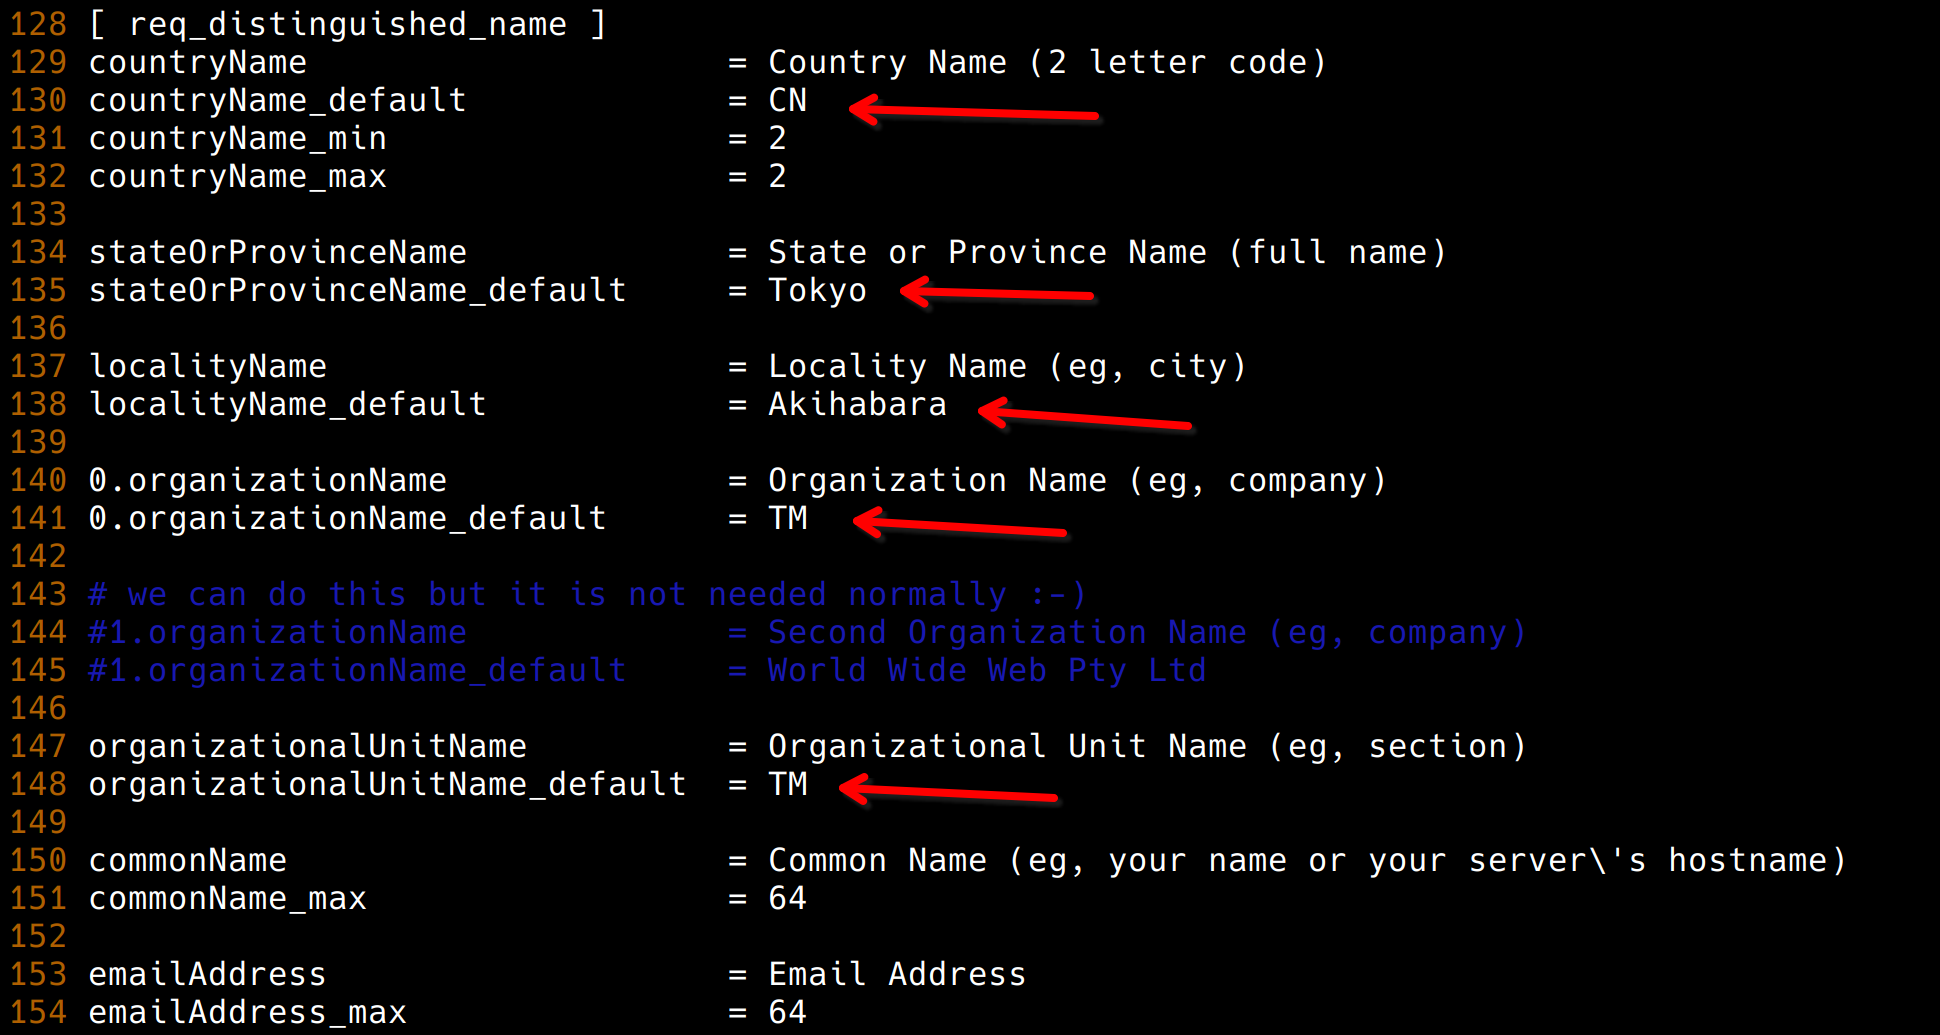 128 [ req_distinguished_name ]
129 countryName                     = Country Name (2 letter code)
130 countryName_default             = CN
131 countryName_min                 = 2
132 countryName_max                 = 2
133
134 stateOrProvinceName             = State or Province Name (full name)
135 stateOrProvinceName_default     = Tokyo
136
137 localityName                    = Locality Name (eg, city)
138 localityName_default            = Akihabara
139
140 0.organizationName              = Organization Name (eg, company)
141 0.organizationName_default      = TM
142
143 # we can do this but it is not needed normally :-)
144 #1.organizationName             = Second Organization Name (eg, company)
145 #1.organizationName_default     = World Wide Web Pty Ltd
146
147 organizationalUnitName          = Organizational Unit Name (eg, section)
148 organizationalUnitName_default  = TM
149
150 commonName                      = Common Name (eg, your name or your server\'s hostname)
151 commonName_max                  = 64
152
153 emailAddress                    = Email Address
154 emailAddress_max                = 64